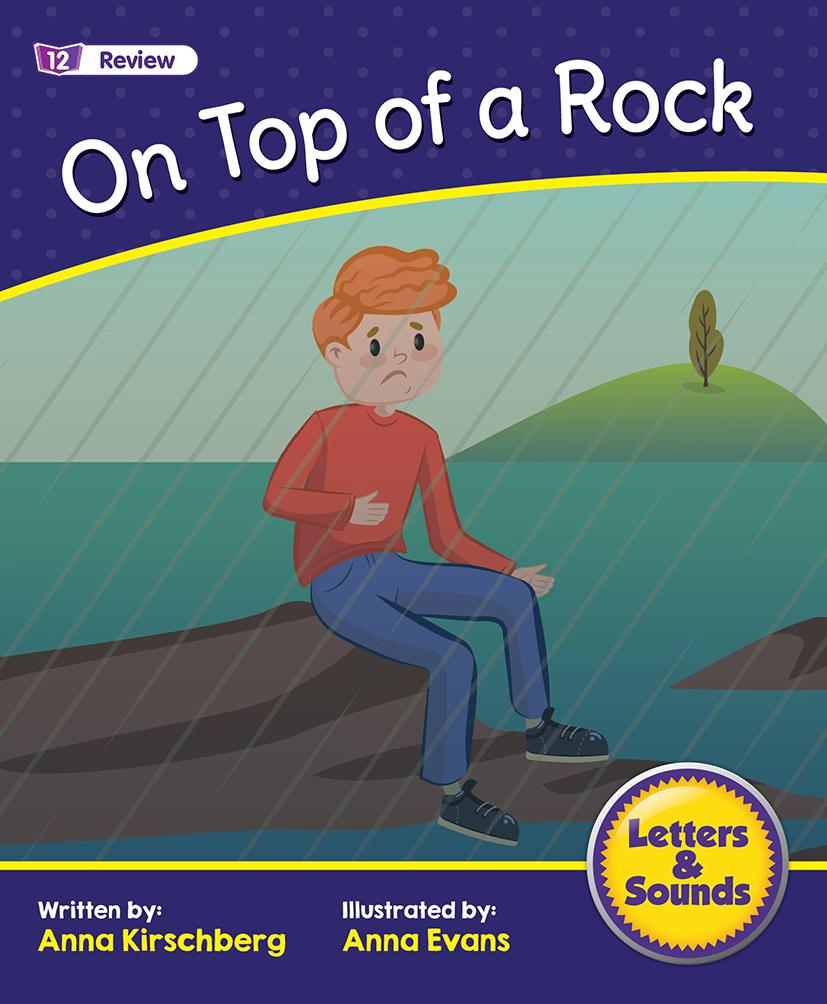 12 Review
On Top of a Rock
Letters
&
Sounds
Written by:
Anna Kirschberg
Illustrated by:
Anna Evans